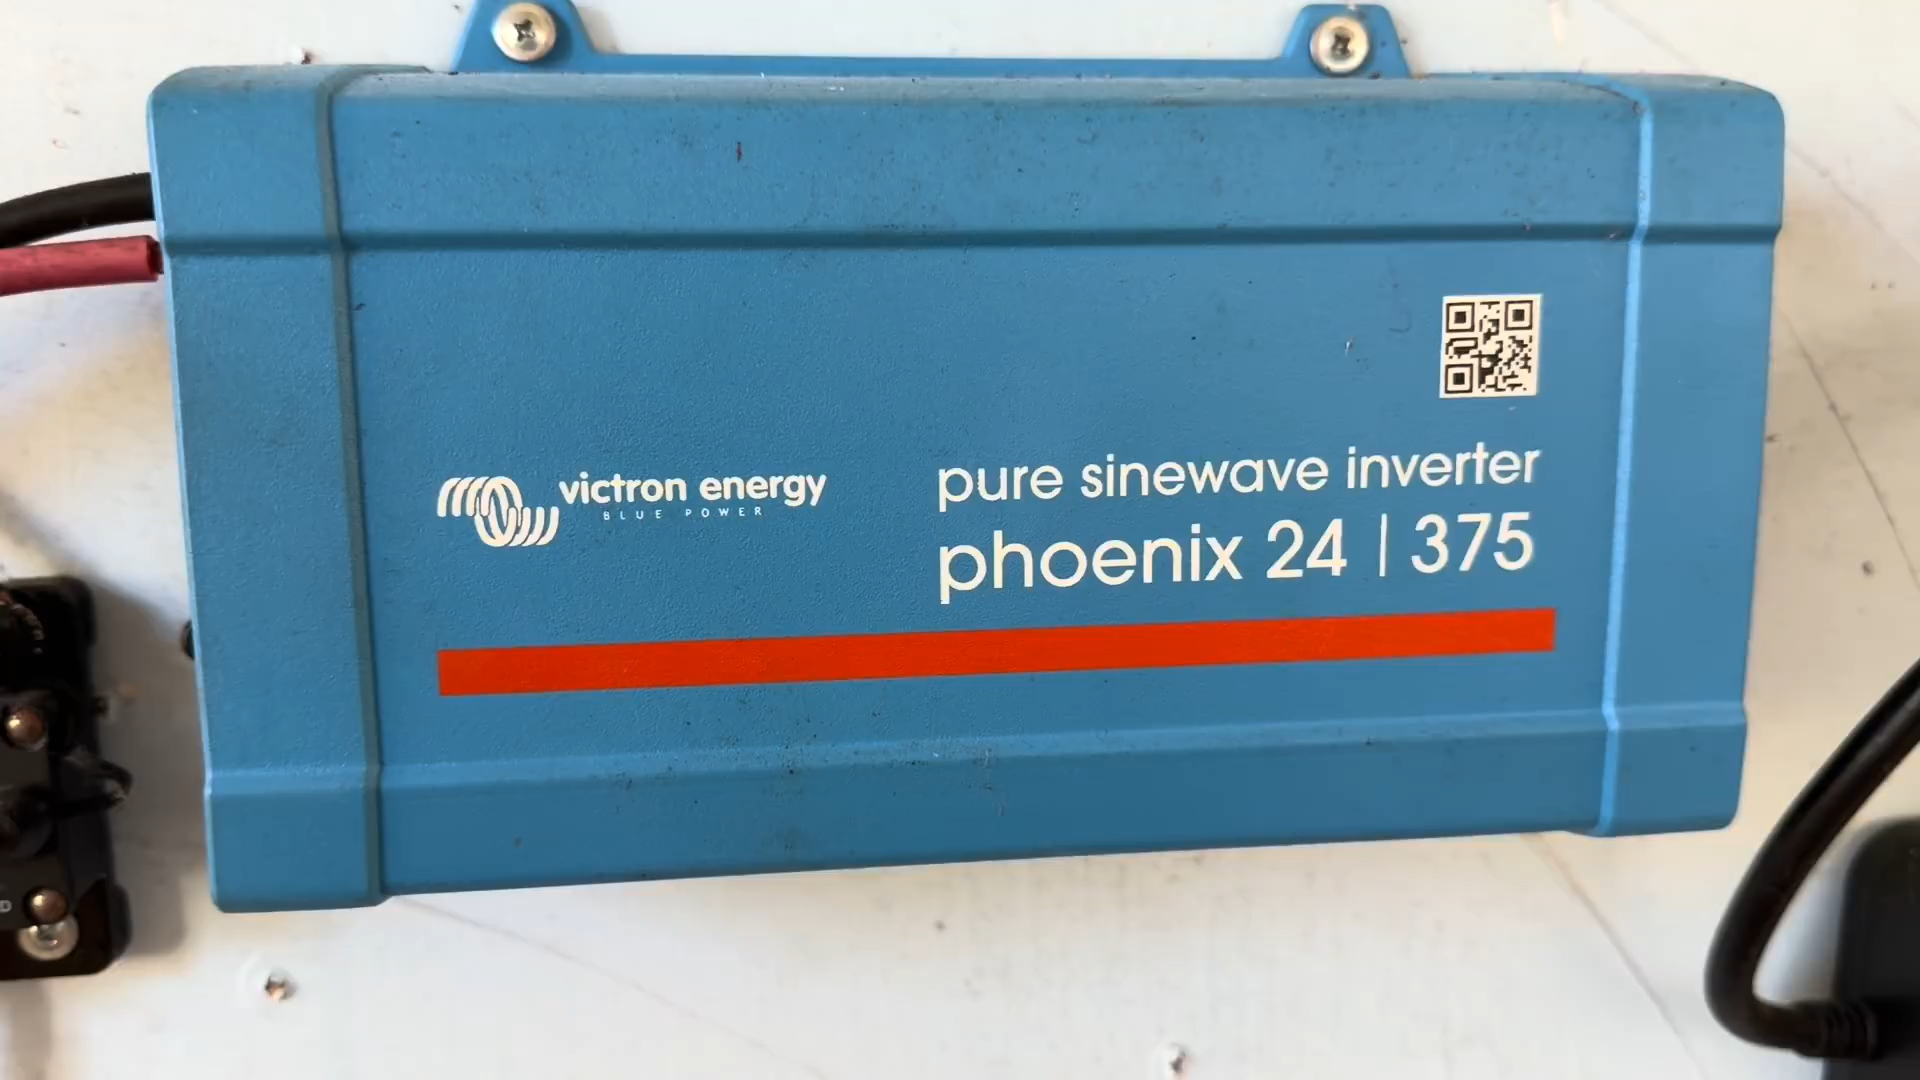 victron energy
BLUE POWER
pure sinewave inverter
phoenix 24 | 375
D